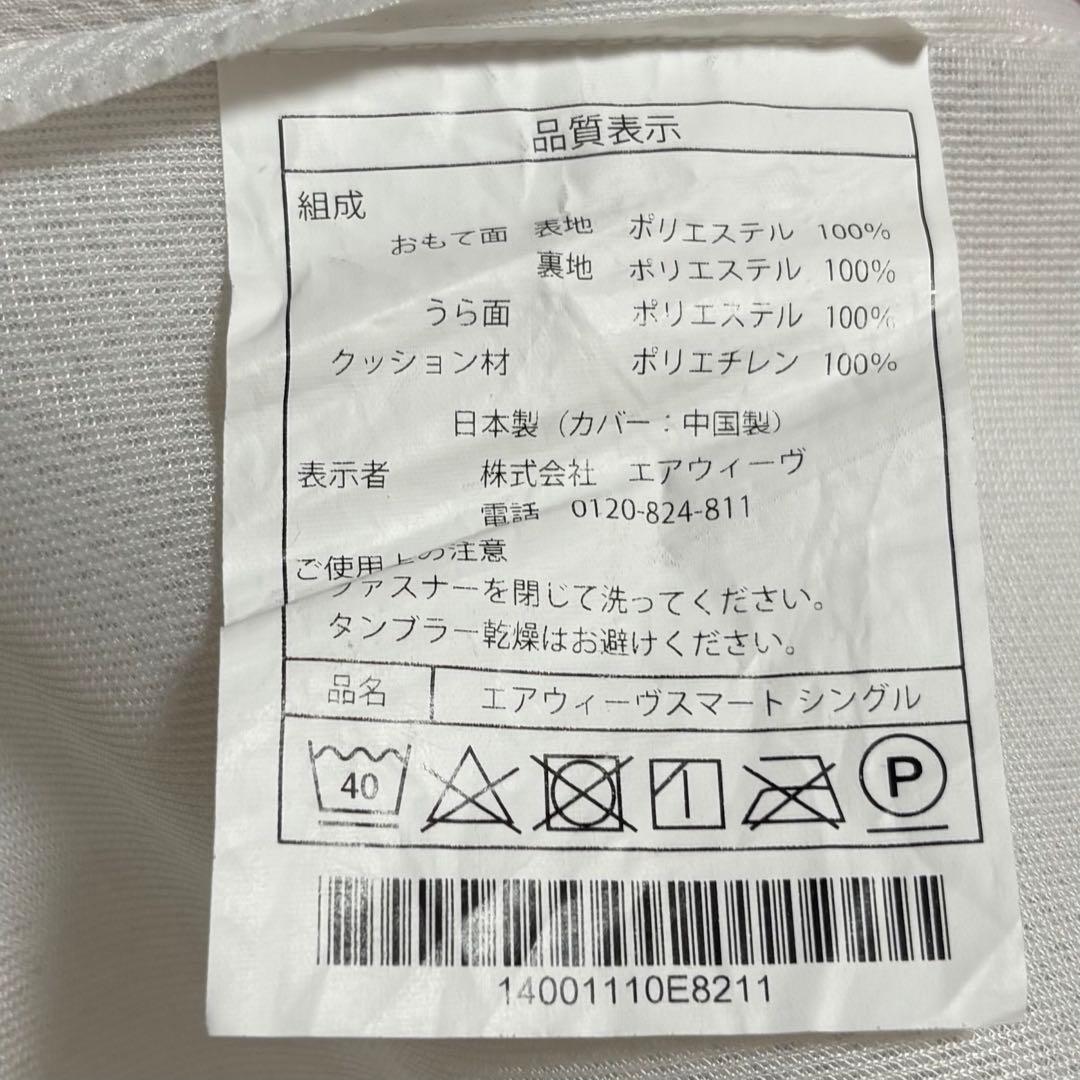 品質表示
組成
おもて面 表地 ポリエステル 100%
裏地 ポリエステル 100%
うら面 ポリエステル 100%
クッション材 ポリエチレン 100%
日本製（カバー：中国製）
表示者 株式会社 エアウィーヴ
電話 0120-824-811
ご使用上の注意
ファスナーを閉じて洗ってください。
タンブラー乾燥はお避けください。
品名 エアウィーヴスマート シングル
40 P
14001110E8211